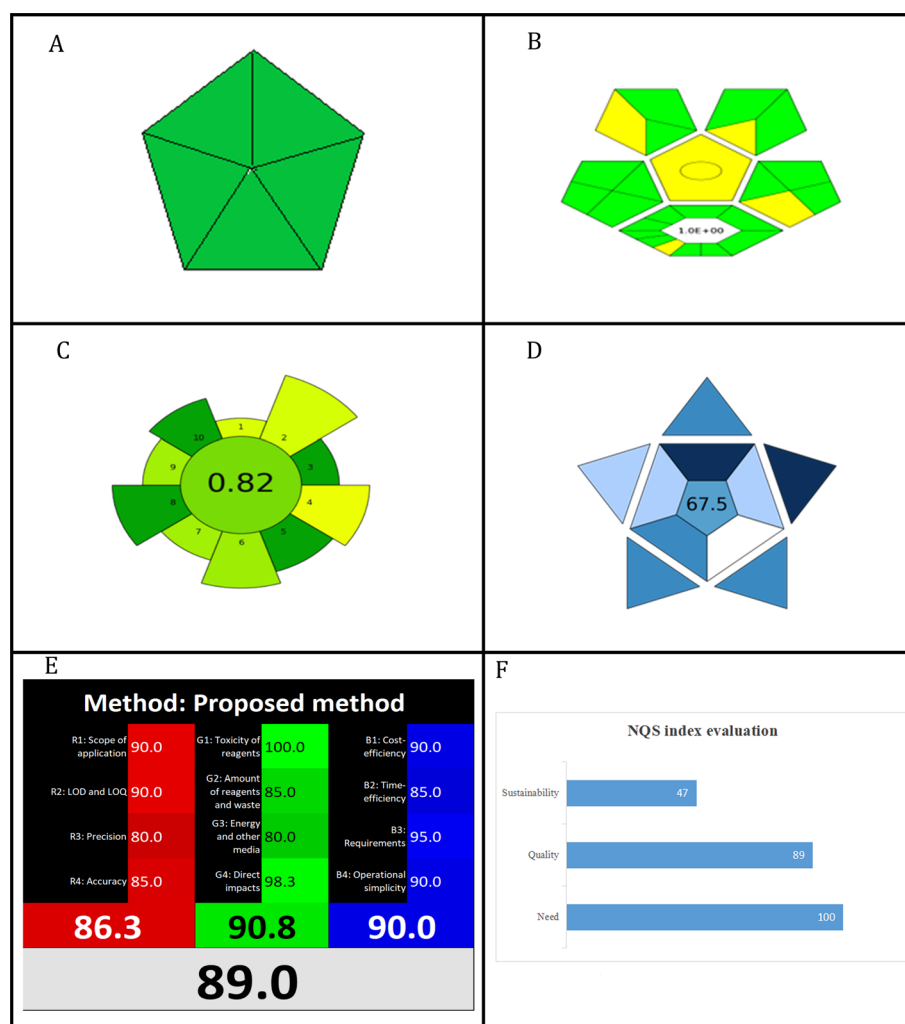 A
B
1.0E+00
C
1
2
3
4
5
6
7
8
9
10
0.82
D
67.5
E
Method: Proposed method
R1: Scope of
application
90.0
G1: Toxicity of
reagents
100.0
B1: Cost-
efficiency
90.0
R2: LOD and LOQ
90.0
G2: Amount
of reagents
and waste
85.0
B2: Time-
efficiency
85.0
R3: Precision
80.0
G3: Energy
and other
media
80.0
B3:
Requirements
95.0
R4: Accuracy
85.0
G4: Direct
impacts
98.3
B4: Operational
simplicity
90.0
86.3
90.8
90.0
89.0
F
NQS index evaluation
Sustainability
47
Quality
89
Need
100